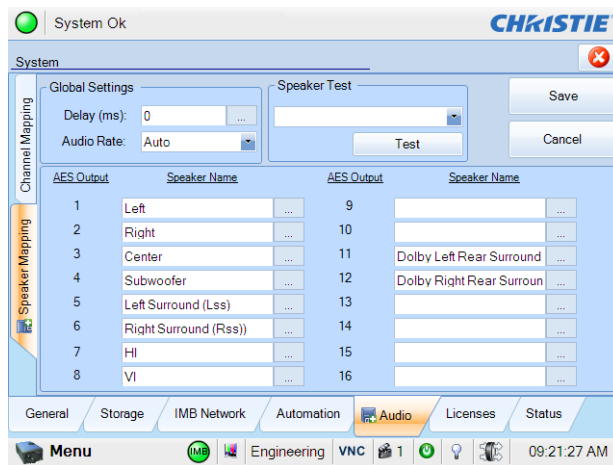 System Ok
CHRISTIE
System
Channel Mapping
Speaker Mapping
Global Settings
Delay (ms): 0 ...
Audio Rate: Auto
Speaker Test
Test
Save
Cancel
AES Output Speaker Name AES Output Speaker Name
1 Left ... 9 ...
2 Right ... 10 ...
3 Center ... 11 Dolby Left Rear Surround ...
4 Subwoofer ... 12 Dolby Right Rear Surroun ...
5 Left Surround (Lss) ... 13 ...
6 Right Surround (Rss)) ... 14 ...
7 HI ... 15 ...
8 VI ... 16 ...
General Storage IMB Network Automation Audio Licenses Status
Menu IMB Engineering VNC 1 09:21:27 AM